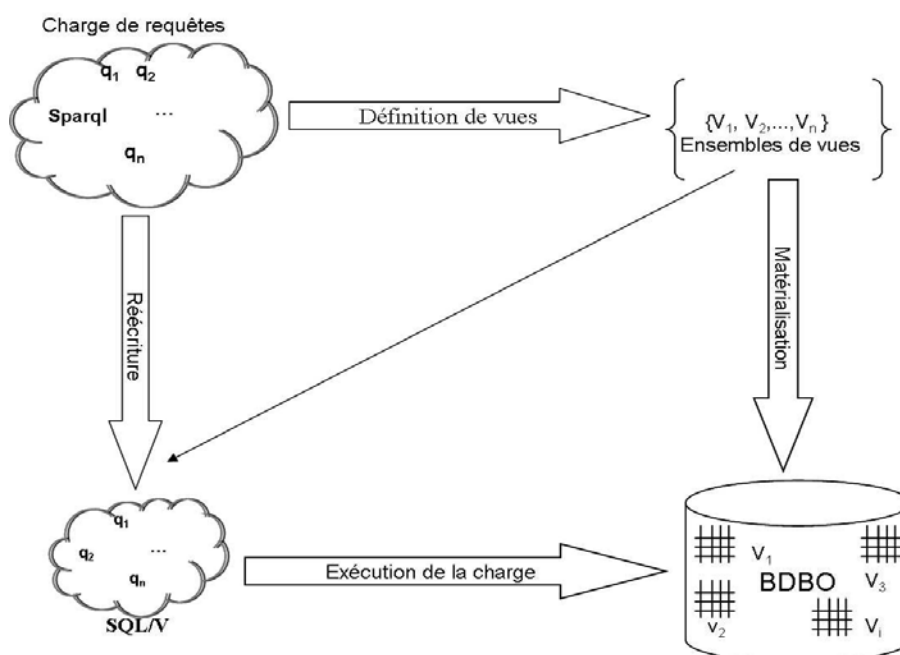 Charge de requêtes
q1 q2
Sparql ...
qn
Définition de vues
{V1, V2,...,Vn}
Ensembles de vues
Réécriture
Matérialisation
q1
q2 ...
qn
SQL/V
Exécution de la charge
V1
BDBO
V3
V2
Vi